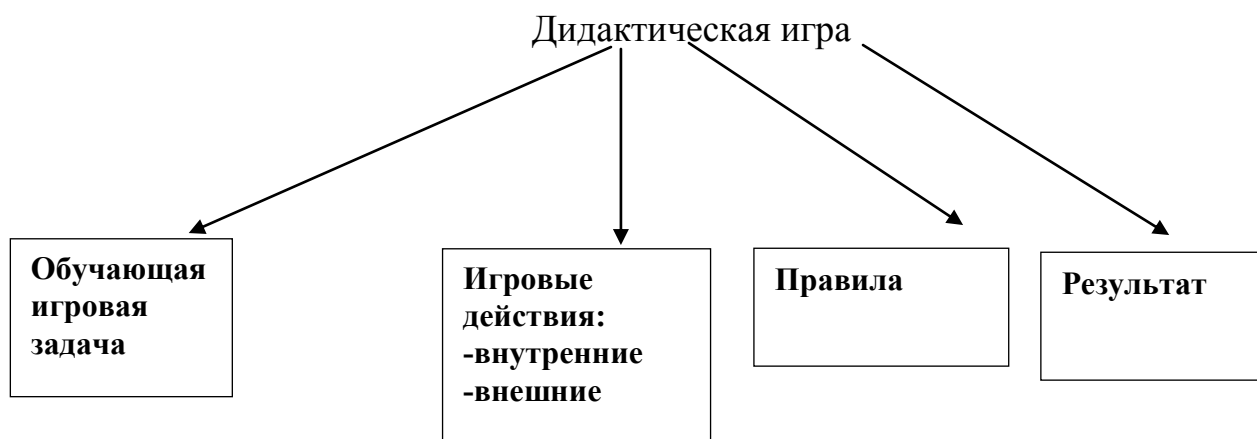 Дидактическая игра
Обучающая
игровая
задача
Игровые
действия:
-внутренние
-внешние
Правила
Результат